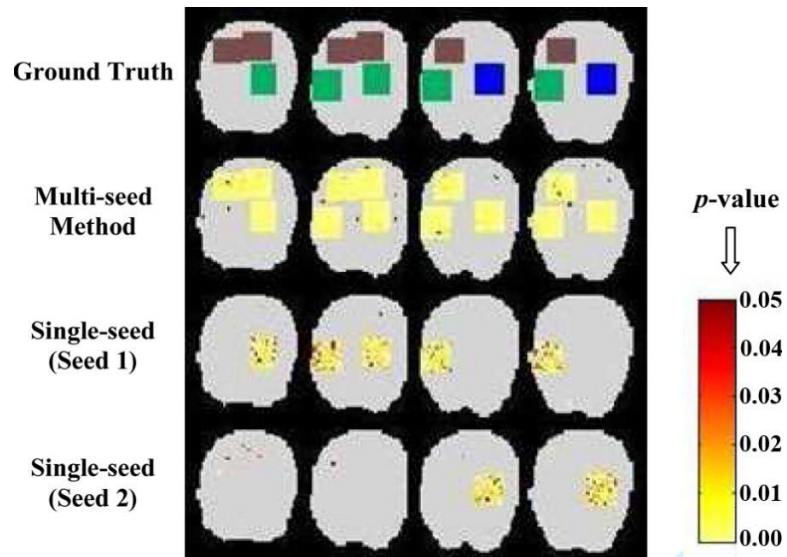 Ground Truth
Multi-seed
Method
Single-seed
(Seed 1)
Single-seed
(Seed 2)
p-value
0.05
0.04
0.03
0.02
0.01
0.00